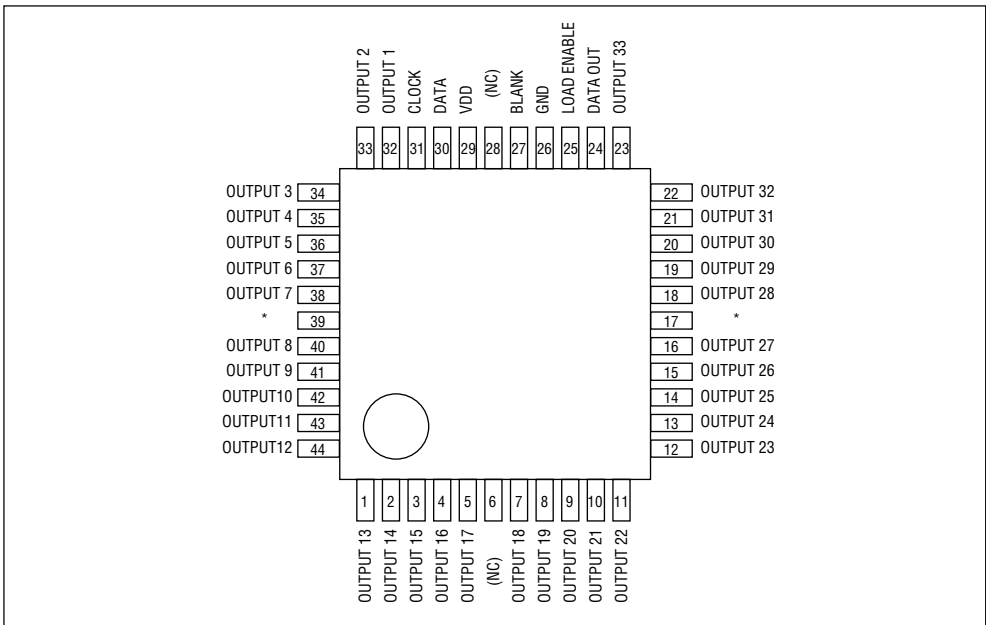 OUTPUT 2
OUTPUT 1
CLOCK
DATA
VDD
(NC)
BLANK
GND
LOAD ENABLE
DATA OUT
OUTPUT 33
33
32
31
30
29
28
27
26
25
24
23
OUTPUT 3 34
OUTPUT 4 35
OUTPUT 5 36
OUTPUT 6 37
OUTPUT 7 38
* 39
OUTPUT 8 40
OUTPUT 9 41
OUTPUT10 42
OUTPUT11 43
OUTPUT12 44
22 OUTPUT 32
21 OUTPUT 31
20 OUTPUT 30
19 OUTPUT 29
18 OUTPUT 28
17 *
16 OUTPUT 27
15 OUTPUT 26
14 OUTPUT 25
13 OUTPUT 24
12 OUTPUT 23
1
2
3
4
5
6
7
8
9
10
11
OUTPUT 13
OUTPUT 14
OUTPUT 15
OUTPUT 16
OUTPUT 17
(NC)
OUTPUT 18
OUTPUT 19
OUTPUT 20
OUTPUT 21
OUTPUT 22